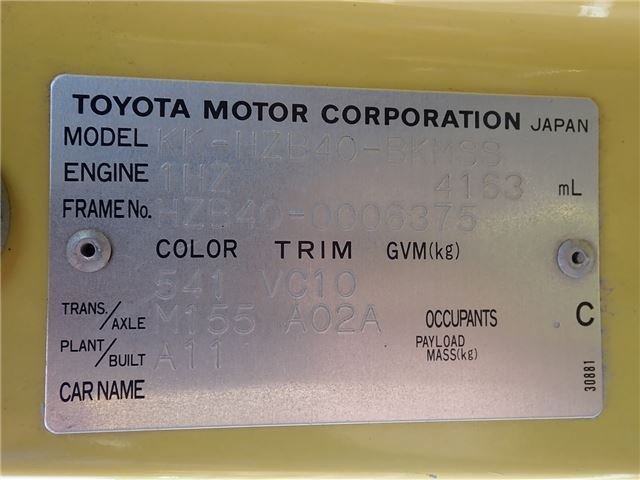 TOYOTA MOTOR CORPORATION JAPAN
MODEL KK-HZB40-BKMSS
ENGINE 1HZ 4163 mL
FRAME No. HZB40-0006375
COLOR TRIM GVM(kg)
541 VC10
TRANS./AXLE M155 A02A OCCUPANTS C
PLANT/BUILT A11 PAYLOAD MASS(kg)
CAR NAME
30881